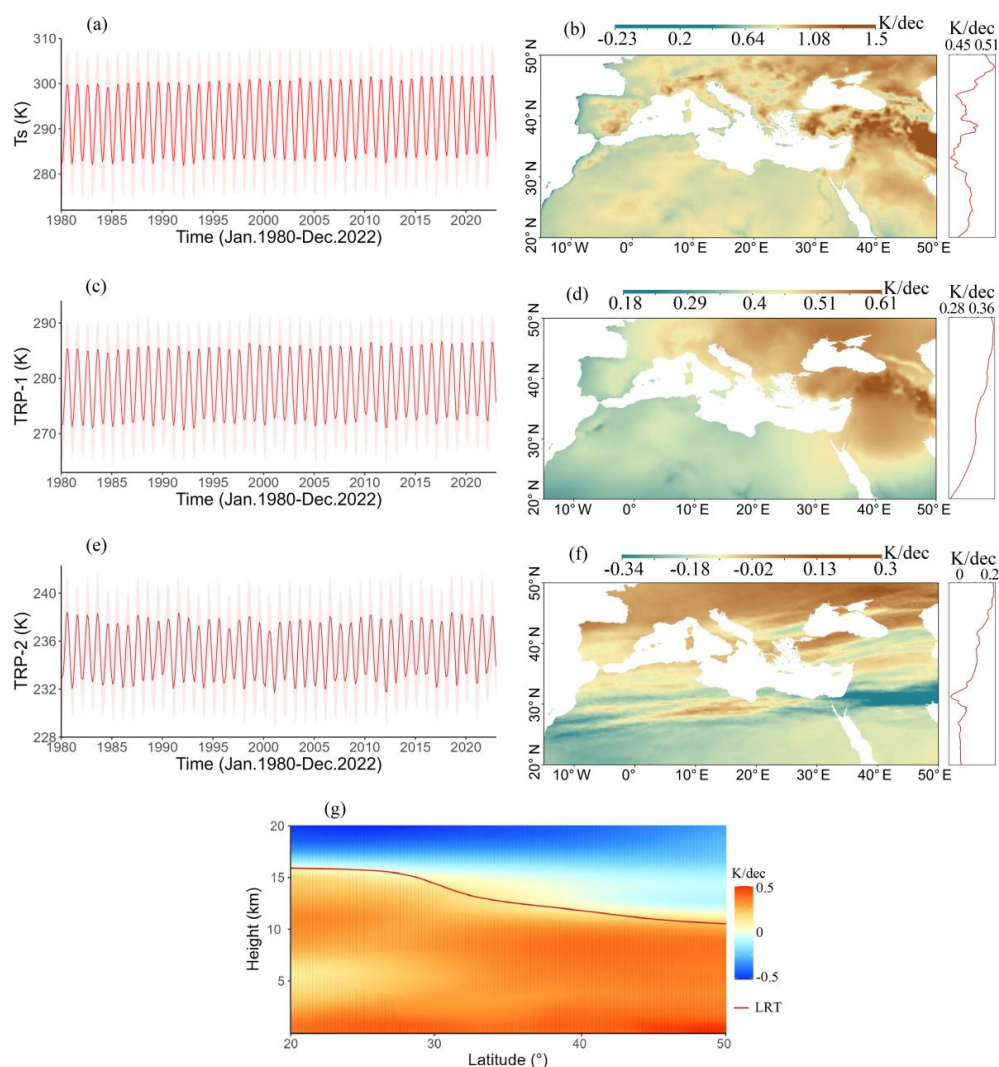 (a)
Ts (K)
310
300
290
280
1980 1985 1990 1995 2000 2005 2010 2015 2020
Time (Jan.1980-Dec.2022)
(b)
K/dec
-0.23 0.2 0.64 1.08 1.5
50° N
40° N
30° N
20° N
10° W 0° 10° E 20° E 30° E 40° E 50° E
K/dec
0.45 0.51
(c)
TRP-1 (K)
290
280
270
1980 1985 1990 1995 2000 2005 2010 2015 2020
Time (Jan.1980-Dec.2022)
(d)
K/dec
0.18 0.29 0.4 0.51 0.61
50° N
40° N
30° N
20° N
10° W 0° 10° E 20° E 30° E 40° E 50° E
K/dec
0.28 0.36
(e)
TRP-2 (K)
240
236
232
228
1980 1985 1990 1995 2000 2005 2010 2015 2020
Time (Jan.1980-Dec.2022)
(f)
K/dec
-0.34 -0.18 -0.02 0.13 0.3
50° N
40° N
30° N
20° N
10° W 0° 10° E 20° E 30° E 40° E 50° E
K/dec
0 0.2
(g)
Height (km)
20
15
10
5
20 30 40 50
Latitude (°)
K/dec
0.5
0
-0.5
LRT